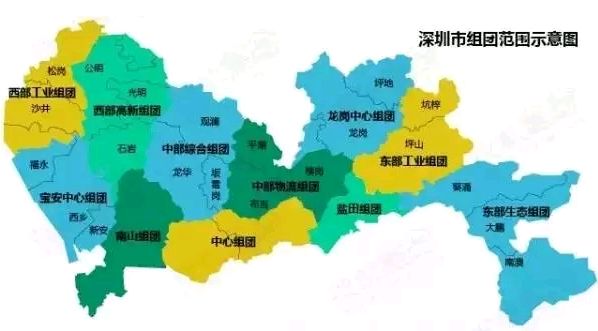 深圳市组团范围示意图
松岗
公明
西部工业组团
沙井
光明
西部高新组团
石岩
福永
宝安中心组团
西乡
新安
南山组团
观澜
中部综合组团
龙华
坂雪岗
平湖
中部物流组团
横岗
布吉
中心组团
盐田组团
坪地
龙岗中心组团
龙岗
坑梓
坪山
东部工业组团
葵涌
东部生态组团
大鹏
南澳